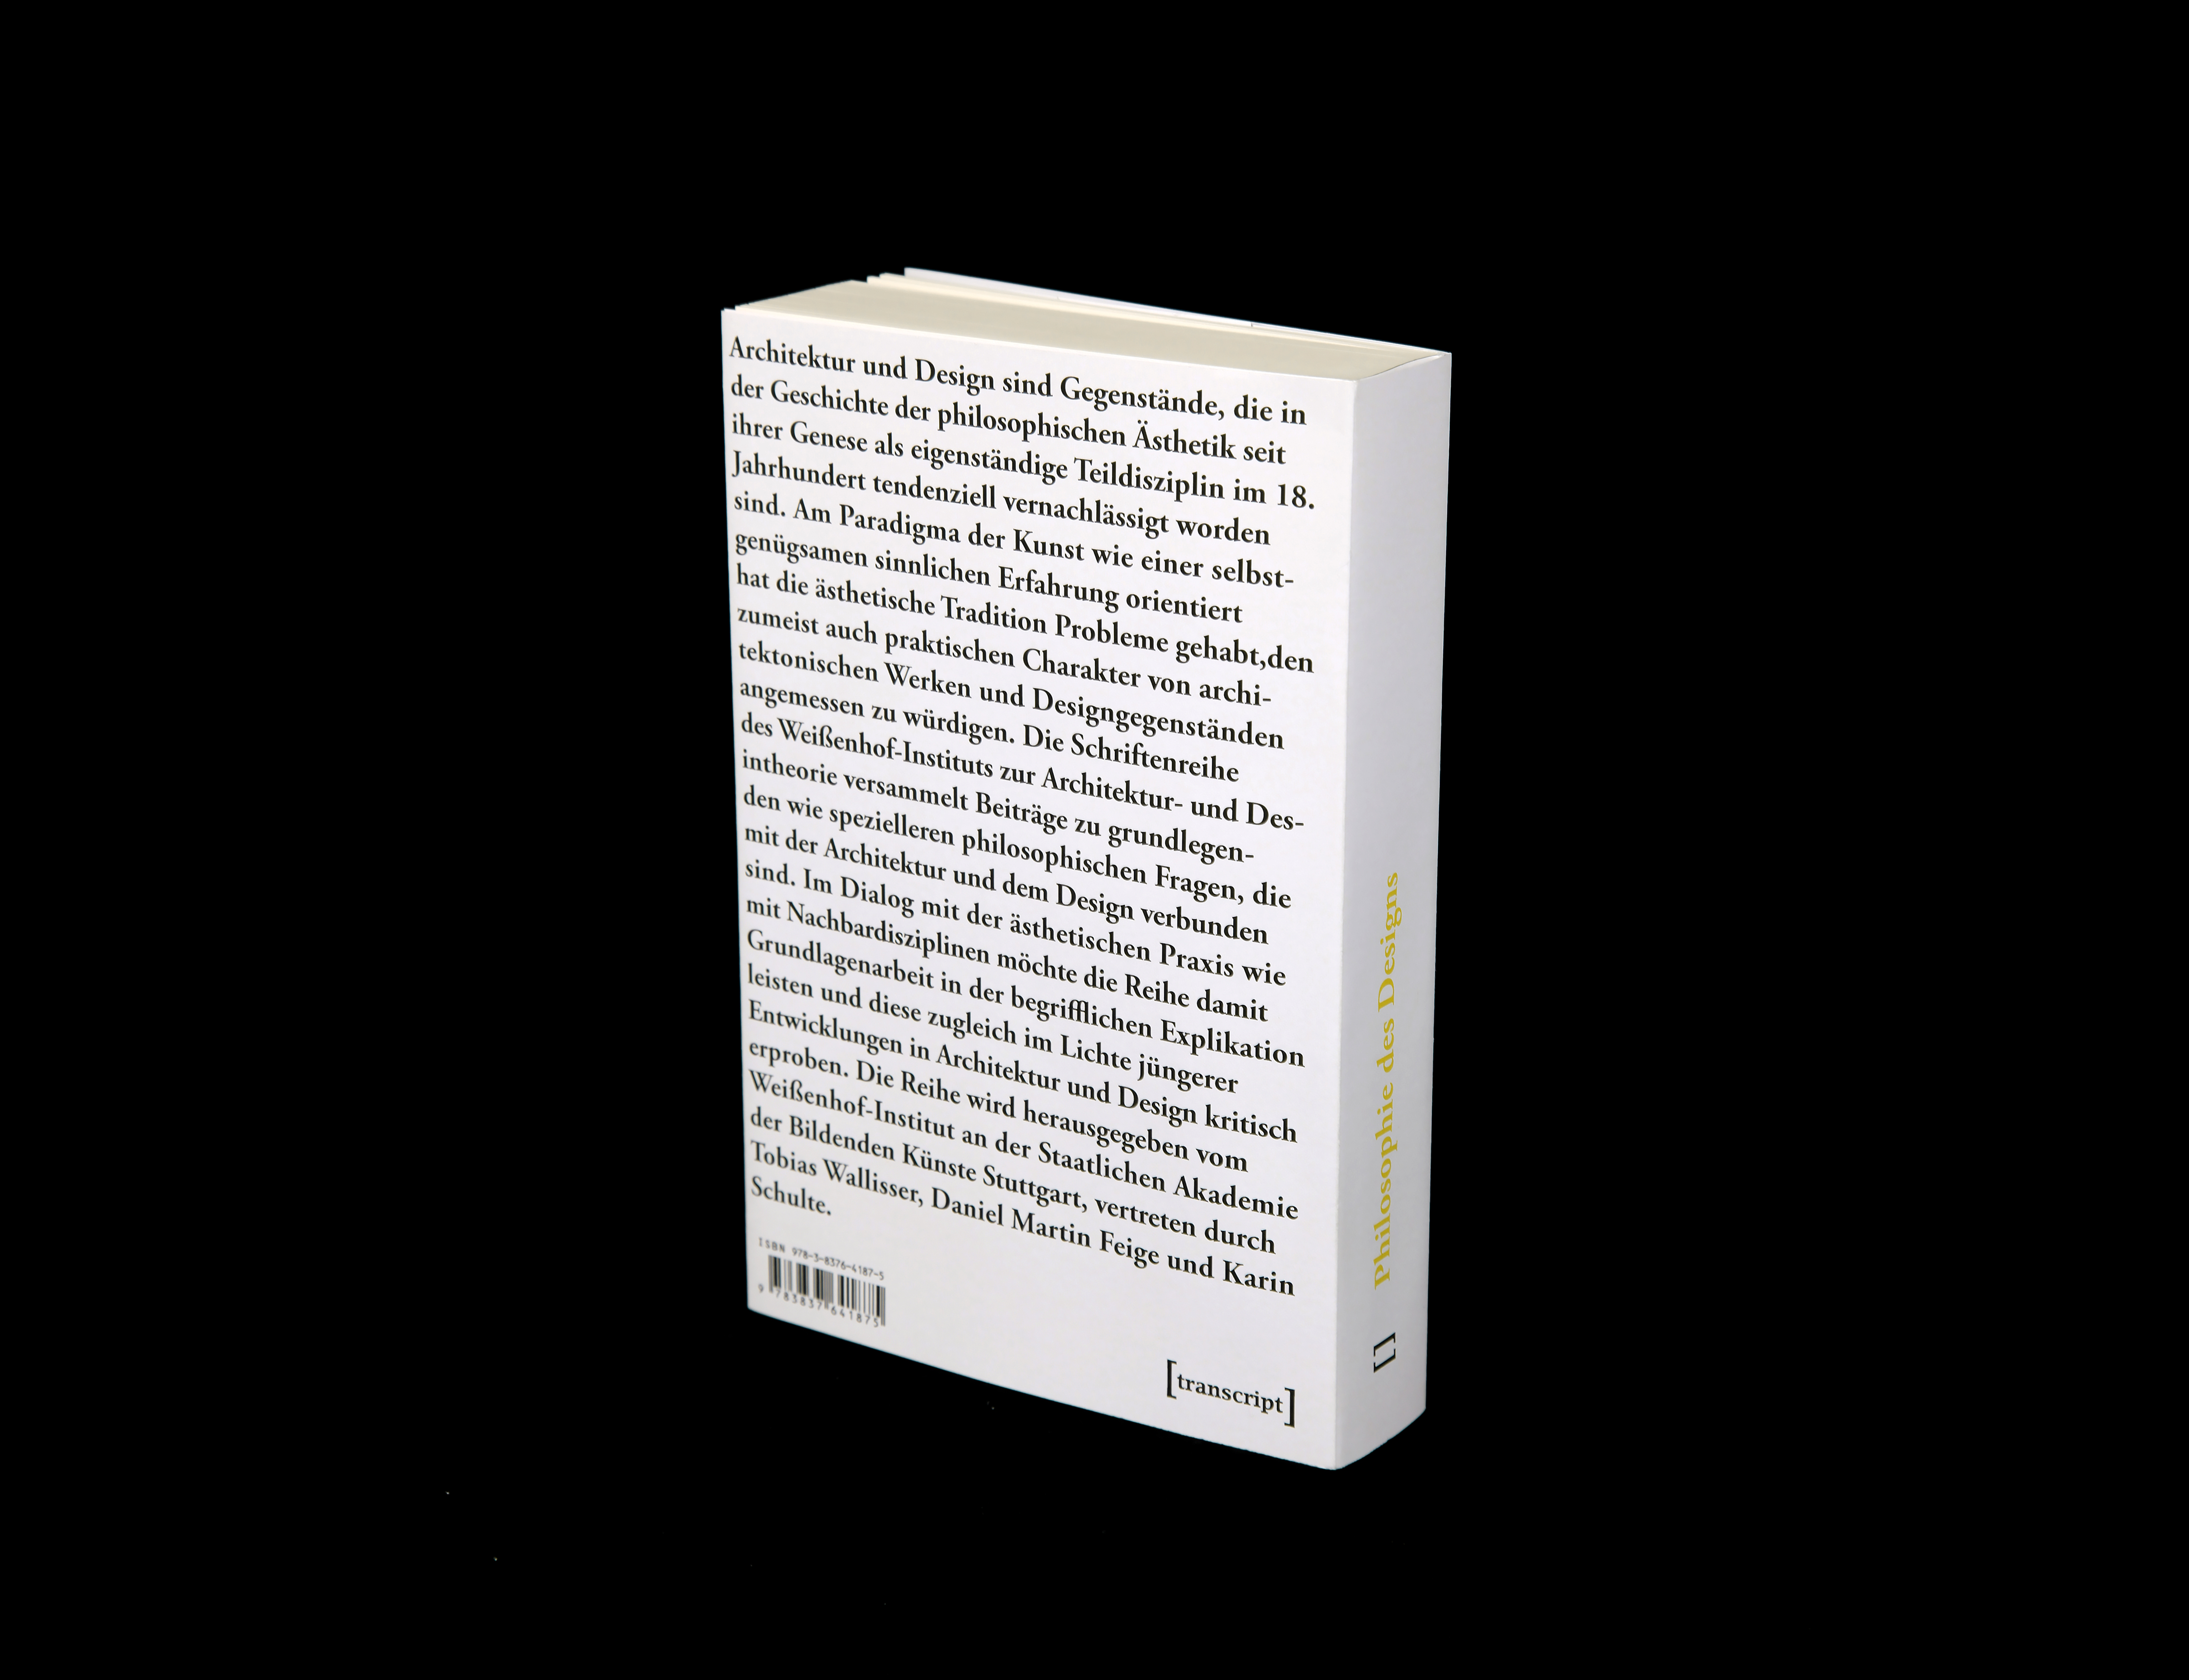 Architektur und Design sind Gegenstände, die in
der Geschichte der philosophischen Ästhetik seit
ihrer Genese als eigenständige Teildisziplin im 18.
Jahrhundert tendenziell vernachlässigt worden
sind. Am Paradigma der Kunst wie einer selbst-
genügsamen sinnlichen Erfahrung orientiert
hat die ästhetische Tradition Probleme gehabt,den
zumeist auch praktischen Charakter von archi-
tektonischen Werken und Designgegenständen
angemessen zu würdigen. Die Schriftenreihe
des Weißenhof-Instituts zur Architektur- und Des-
intheorie versammelt Beiträge zu grundlegen-
den wie spezielleren philosophischen Fragen, die
mit der Architektur und dem Design verbunden
sind. Im Dialog mit der ästhetischen Praxis wie
mit Nachbardisziplinen möchte die Reihe damit
Grundlagenarbeit in der begrifflichen Explikation
leisten und diese zugleich im Lichte jüngerer
Entwicklungen in Architektur und Design kritisch
erproben. Die Reihe wird herausgegeben vom
Weißenhof-Institut an der Staatlichen Akademie
der Bildenden Künste Stuttgart, vertreten durch
Tobias Wallisser, Daniel Martin Feige und Karin
Schulte.
ISBN 978-3-8376-4187-5
9 783837 641875
[transcript]
Philosophie des Designs
[]